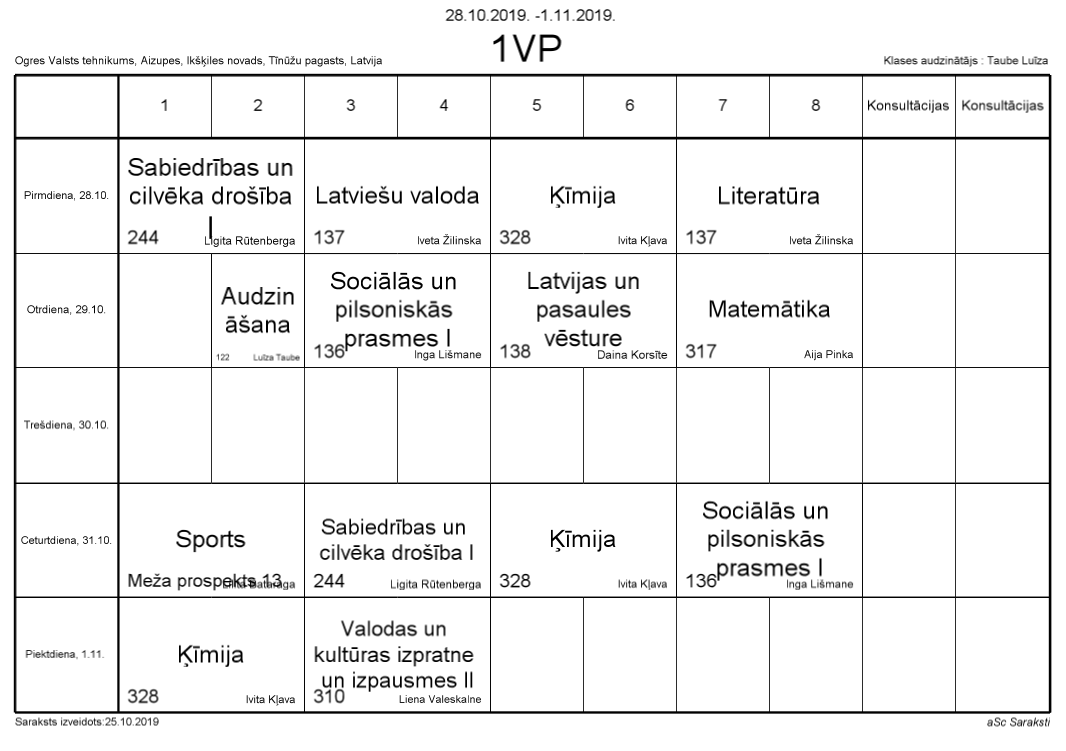 28.10.2019. -1.11.2019.
1VP
Ogres Valsts tehnikums, Aizupes, Ikšķiles novads, Tīnūžu pagasts, Latvija
Klases audzinātājs : Taube Luīza
1 2 3 4 5 6 7 8 Konsultācijas Konsultācijas
Pirmdiena, 28.10.
Sabiedrības un
cilvēka drošība
I
244 Ligita Rūtenberga
Latviešu valoda
137 Iveta Žilinska
Ķīmija
328 Ivita Kļava
Literatūra
137 Iveta Žilinska
Otrdiena, 29.10.
Audzin
āšana
122 Luīza Taube
Sociālās un
pilsoniskās
prasmes I
136 Inga Lišmane
Latvijas un
pasaules
vēsture
138 Daina Korsīte
Matemātika
317 Aija Pinka
Trešdiena, 30.10.
Ceturtdiena, 31.10.
Sports
Meža prospekts 13
Sabiedrības un
cilvēka drošība I
244 Ligita Rūtenberga
Ķīmija
328 Ivita Kļava
Sociālās un
pilsoniskās
prasmes I
136 Inga Lišmane
Piektdiena, 1.11.
Ķīmija
328 Ivita Kļava
Valodas un
kultūras izpratne
un izpausmes II
310 Liena Valeskalne
Saraksts izveidots:25.10.2019
aSc Saraksti